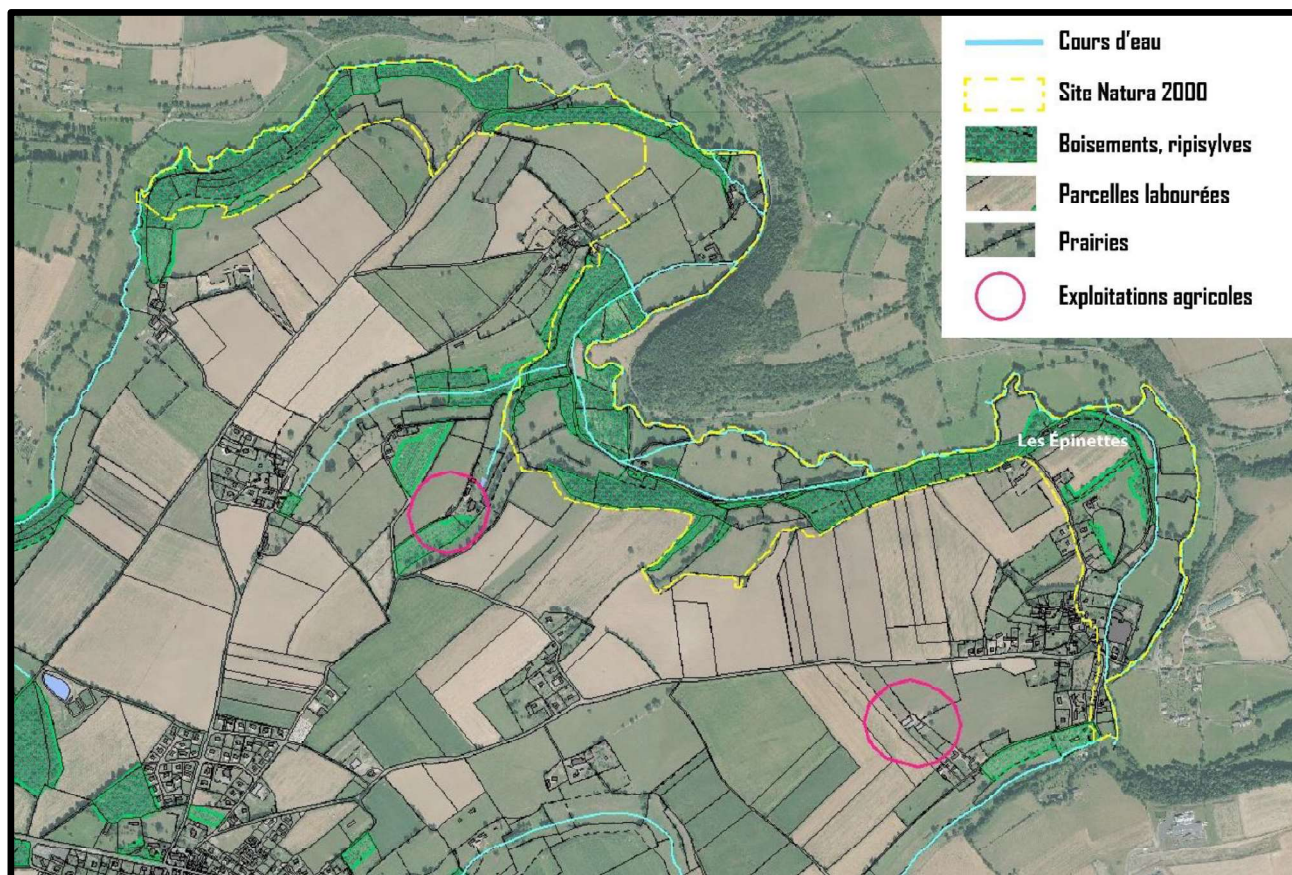 Cours d'eau
Site Natura 2000
Boisements, ripisylves
Parcelles labourées
Prairies
Exploitations agricoles
Les Épinettes